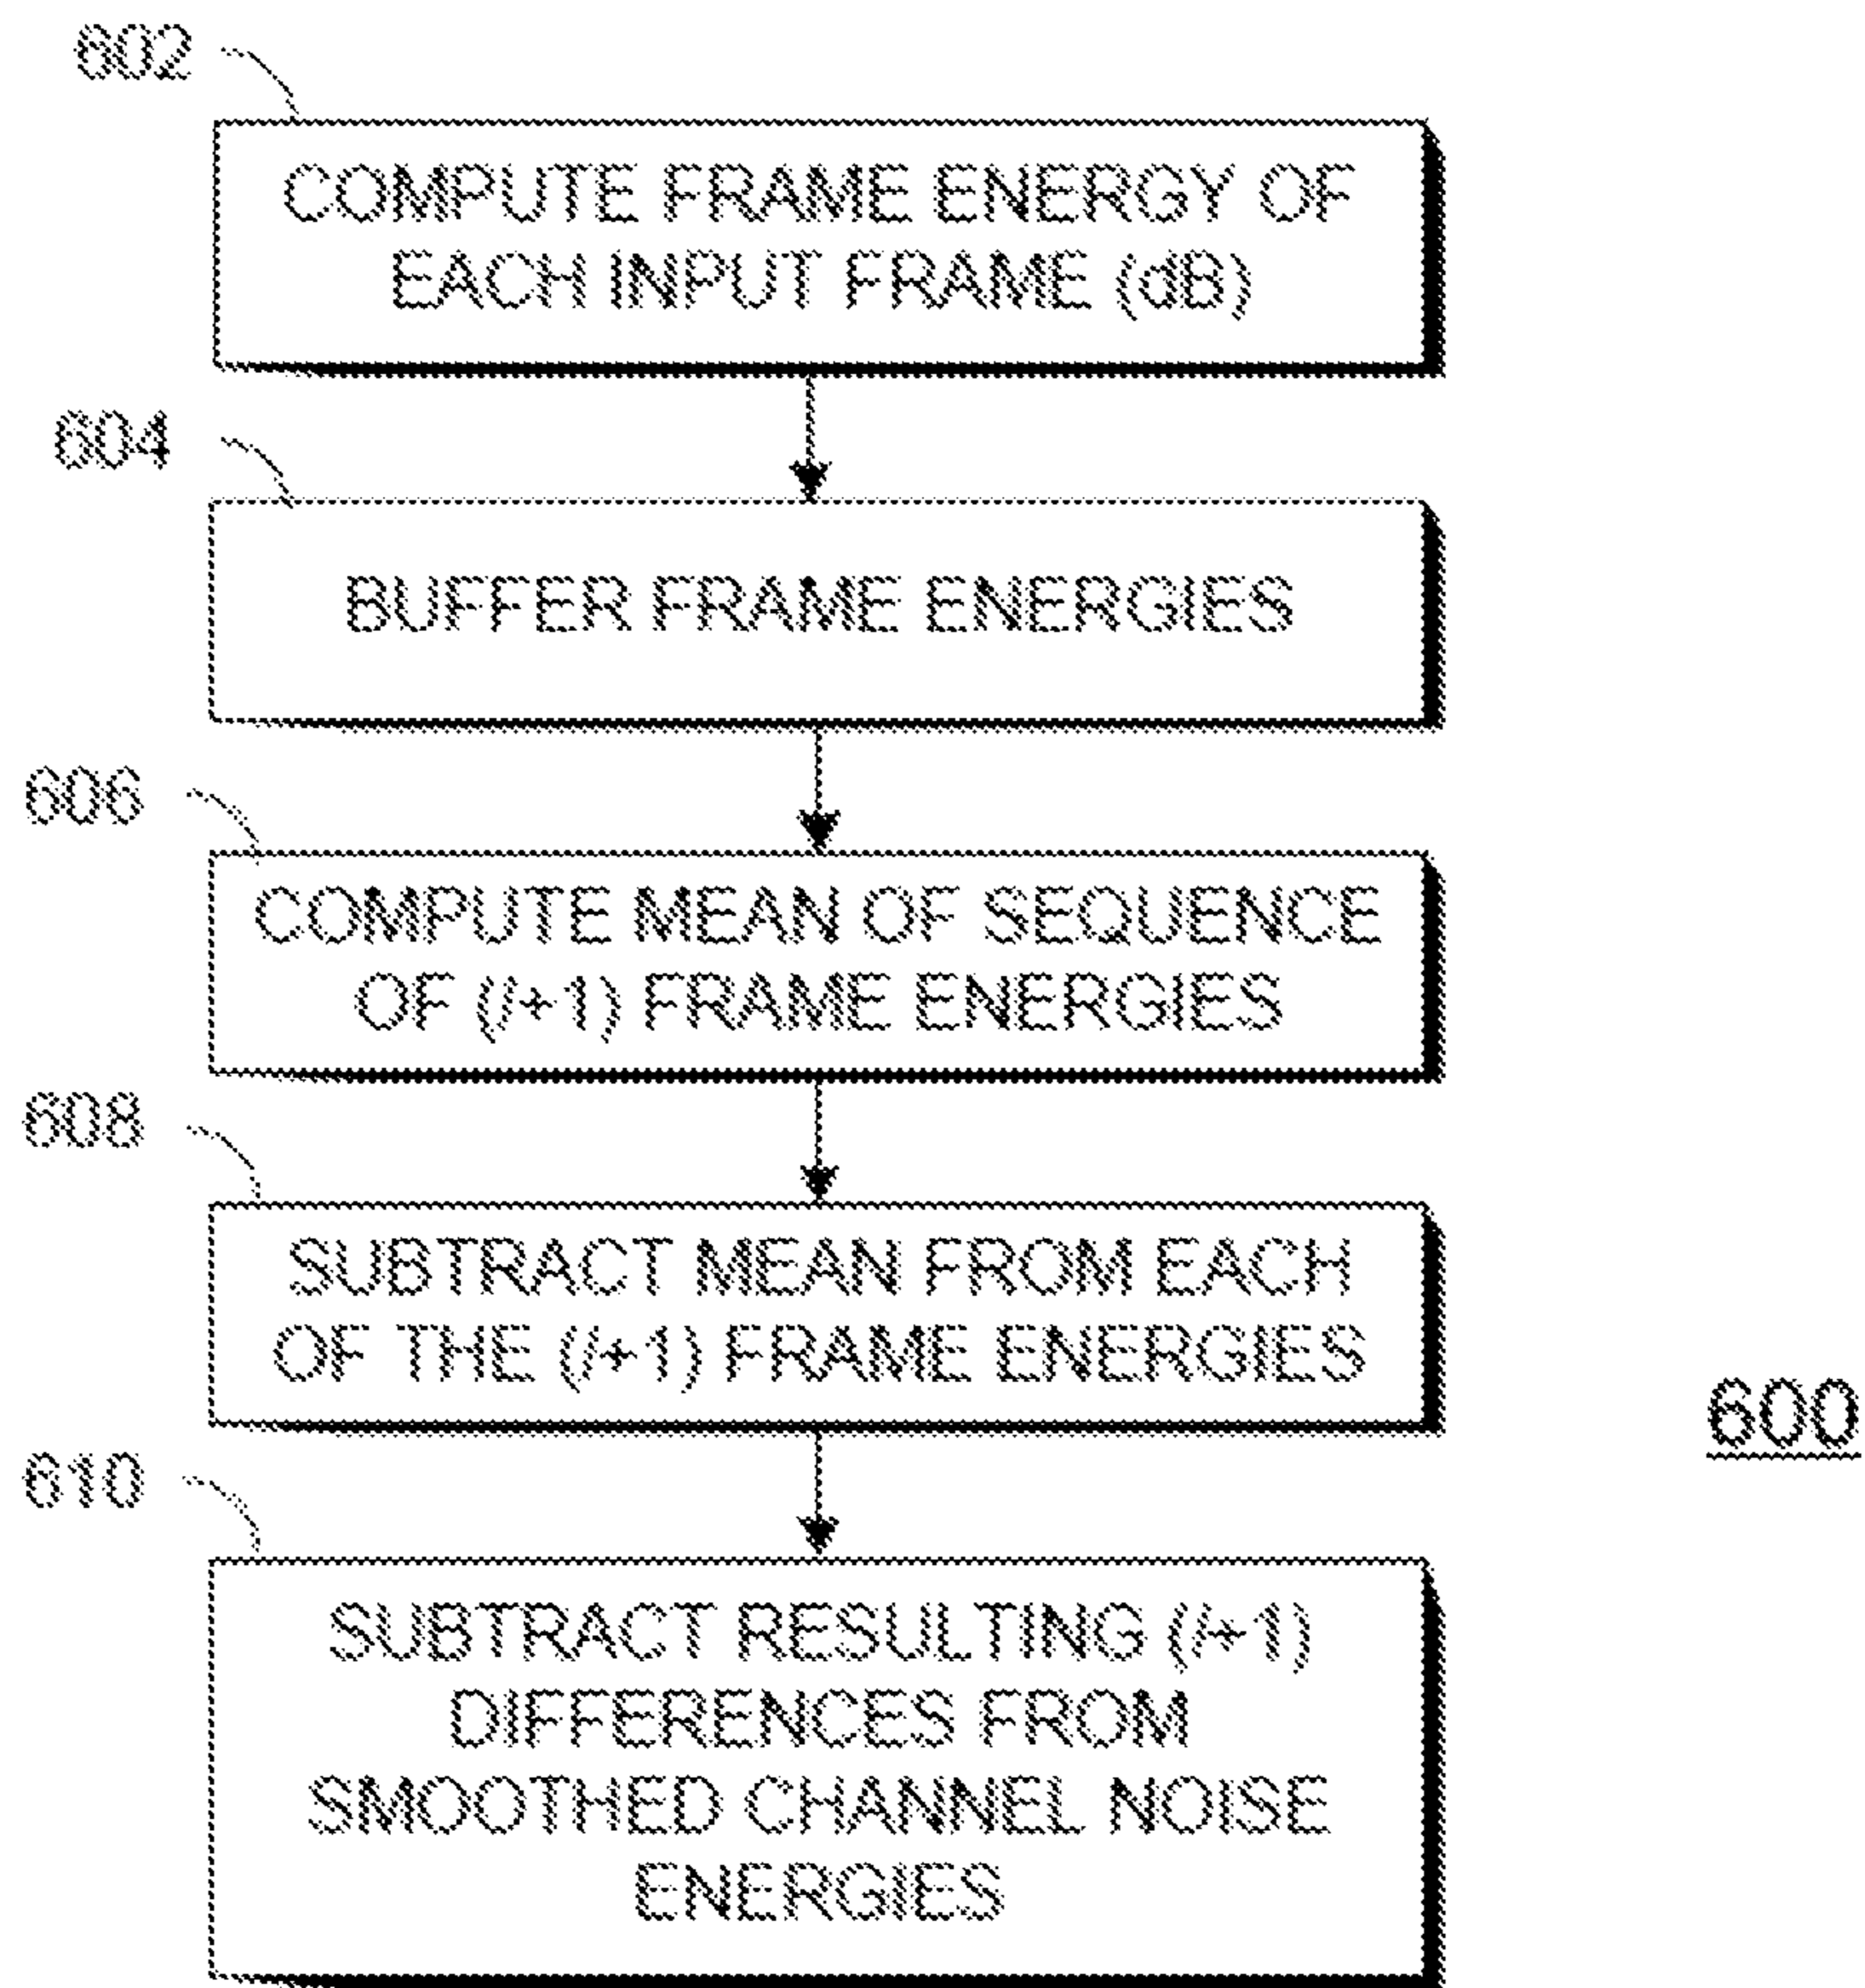 602
COMPUTE FRAME ENERGY OF
EACH INPUT FRAME (dB)
604
BUFFER FRAME ENERGIES
606
COMPUTE MEAN OF SEQUENCE
OF (i+1) FRAME ENERGIES
608
SUBTRACT MEAN FROM EACH
OF THE (i+1) FRAME ENERGIES
600
610
SUBTRACT RESULTING (i+1)
DIFFERENCES FROM
SMOOTHED CHANNEL NOISE
ENERGIES